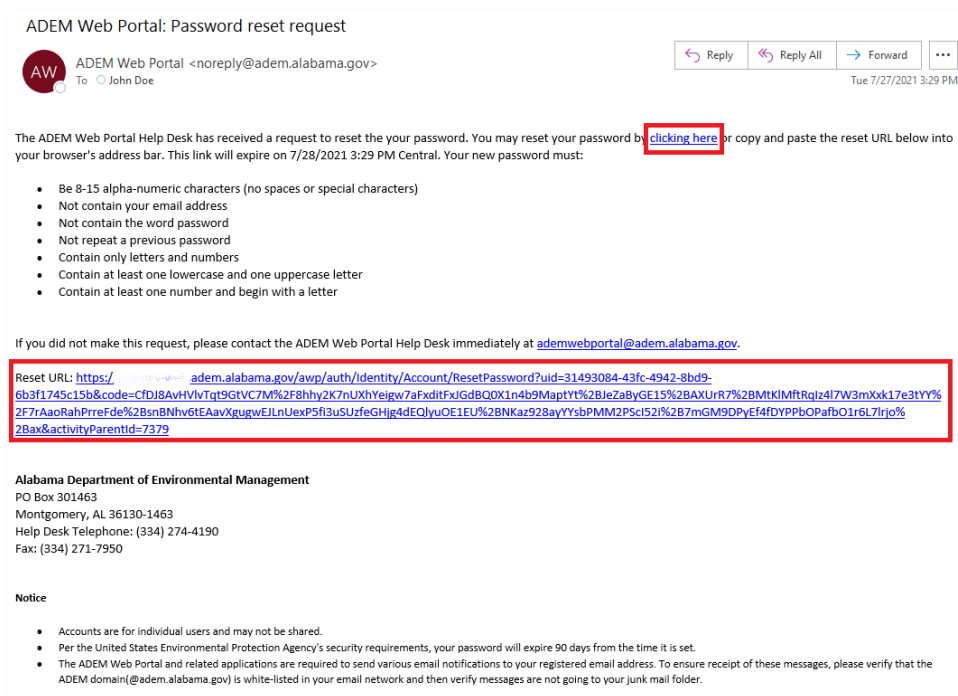 ADEM Web Portal: Password reset request
AW
ADEM Web Portal <noreply@adem.alabama.gov>
To John Doe
Reply
Reply All
Forward
Tue 7/27/2021 3:29 PM
The ADEM Web Portal Help Desk has received a request to reset the your password. You may reset your password by clicking here or copy and paste the reset URL below into
your browser's address bar. This link will expire on 7/28/2021 3:29 PM Central. Your new password must:
• Be 8-15 alpha-numeric characters (no spaces or special characters)
• Not contain your email address
• Not contain the word password
• Not repeat a previous password
• Contain only letters and numbers
• Contain at least one lowercase and one uppercase letter
• Contain at least one number and begin with a letter
If you did not make this request, please contact the ADEM Web Portal Help Desk immediately at ademwebportal@adem.alabama.gov.
Reset URL: https:/ adem.alabama.gov/awp/auth/Identity/Account/ResetPassword?uid=31493084-43fc-4942-8bd9-
6b3f1745c15b&code=CfDJ8AvHVlvTqt9GtVC7M%2F8hhy2K7nUXhYeigw7aFxditFxJGdBQ0X1n4b9MaptYt%2BJeZaByGE15%2BAXUrR7%2BMtKlMftRqIz4l7W3mXxk17e3tYY%
2F7rAaoRahPrreFde%2BsnBNhv6tEAavXgugwEJLnUexP5fi3uSUzfeGHjg4dEQlyuOE1EU%2BNKaz928ayYYsbPMM2PScI52i%2B7mGM9DPyEf4fDYPPbOPafbO1r6L7lrjo%
2Bax&activityParentId=7379
Alabama Department of Environmental Management
PO Box 301463
Montgomery, AL 36130-1463
Help Desk Telephone: (334) 274-4190
Fax: (334) 271-7950
Notice
• Accounts are for individual users and may not be shared.
• Per the United States Environmental Protection Agency's security requirements, your password will expire 90 days from the time it is set.
• The ADEM Web Portal and related applications are required to send various email notifications to your registered email address. To ensure receipt of these messages, please verify that the
ADEM domain(@adem.alabama.gov) is white-listed in your email network and then verify messages are not going to your junk mail folder.